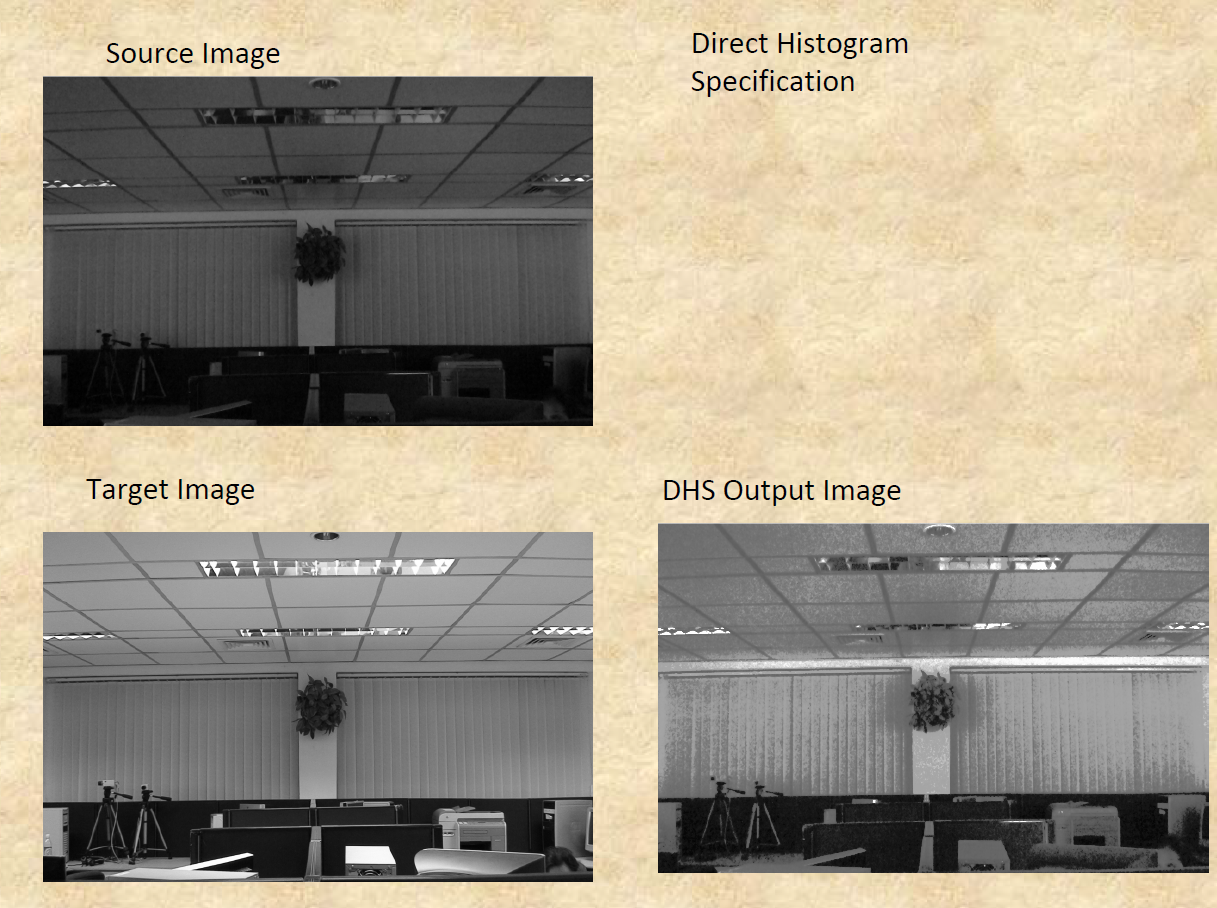 Source Image
Direct Histogram
Specification
Target Image
DHS Output Image